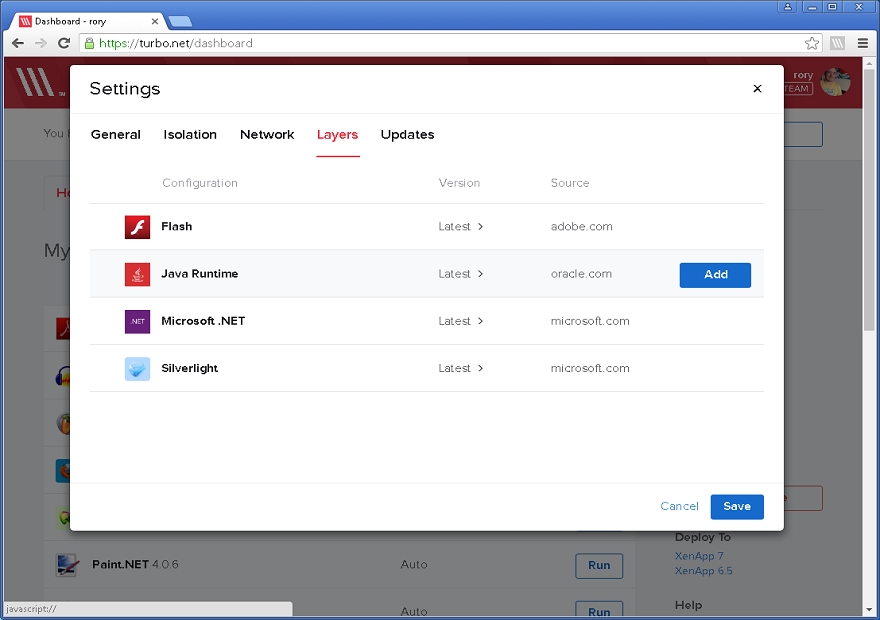 Dashboard - rory
https://turbo.net/dashboard
rory
TEAM
You
Settings
General Isolation Network Layers Updates
Configuration Version Source
Flash Latest adobe.com
Java Runtime Latest oracle.com Add
.NET Microsoft .NET Latest microsoft.com
Silverlight Latest microsoft.com
My
Cancel Save
Deploy To
Paint.NET 4.0.6 Auto Run
XenApp 7
XenApp 6.5
Help
Auto Run
javascript://